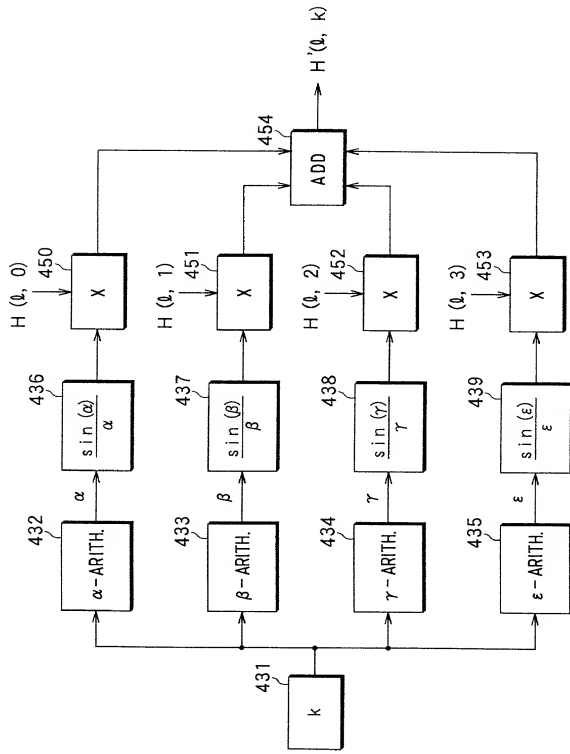 431
k
432
α-ARITH.
α
436
sin (α)
α
H (ℓ, 0)
450
X
433
β-ARITH.
β
437
sin (β)
β
H (ℓ, 1)
451
X
434
γ-ARITH.
γ
438
sin (γ)
γ
H (ℓ, 2)
452
X
435
ε-ARITH.
ε
439
sin (ε)
ε
H (ℓ, 3)
453
X
454
ADD
H'(ℓ, k)